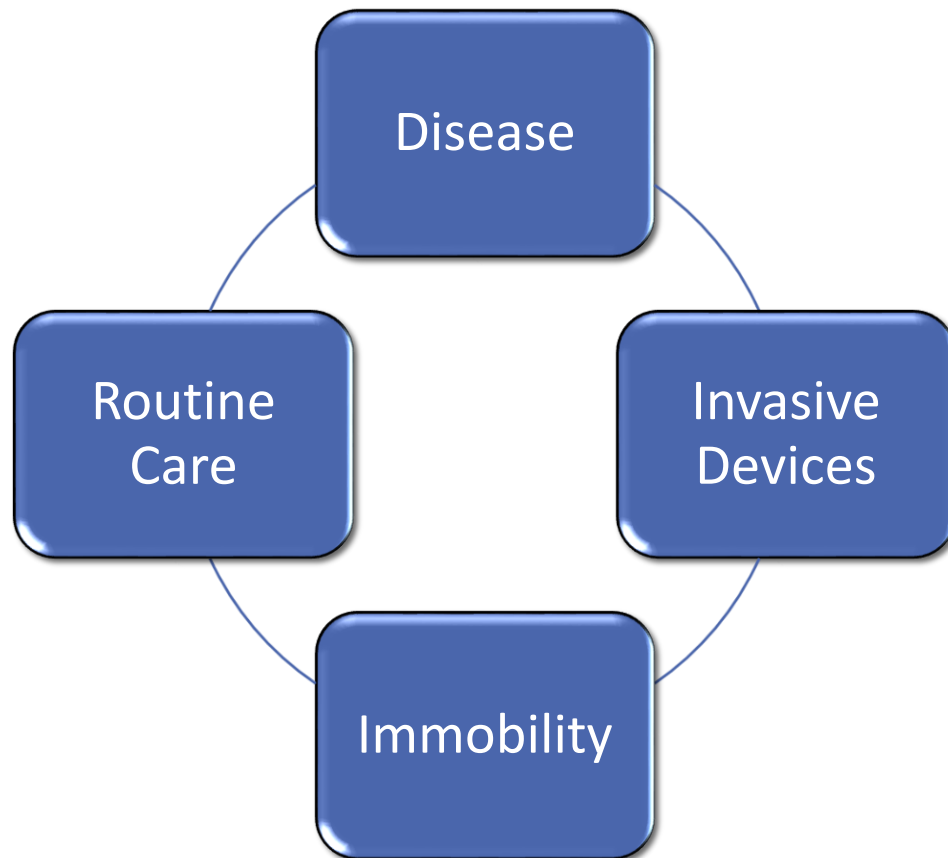 Disease
Routine
Care
Invasive
Devices
Immobility